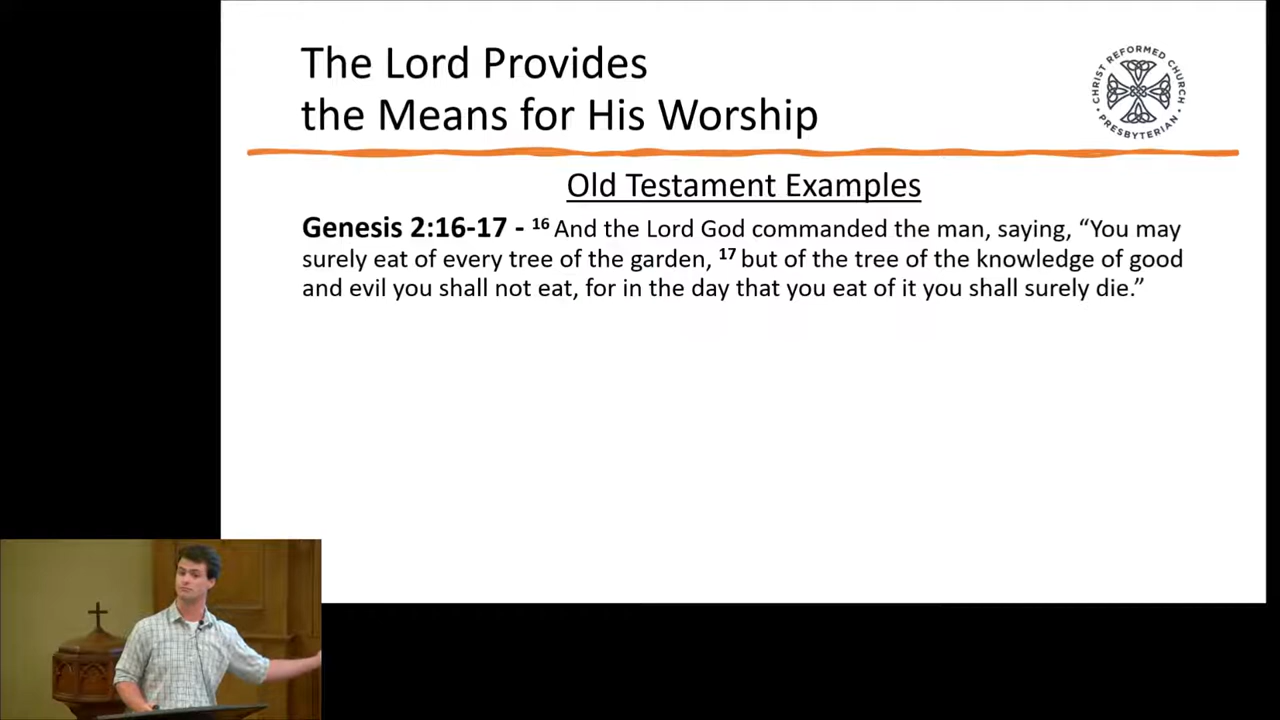 The Lord Provides
the Means for His Worship
CHRIST REFORMED CHURCH
• PRESBYTERIAN •
Old Testament Examples
Genesis 2:16-17 - 16 And the Lord God commanded the man, saying, “You may
surely eat of every tree of the garden, 17 but of the tree of the knowledge of good
and evil you shall not eat, for in the day that you eat of it you shall surely die.”